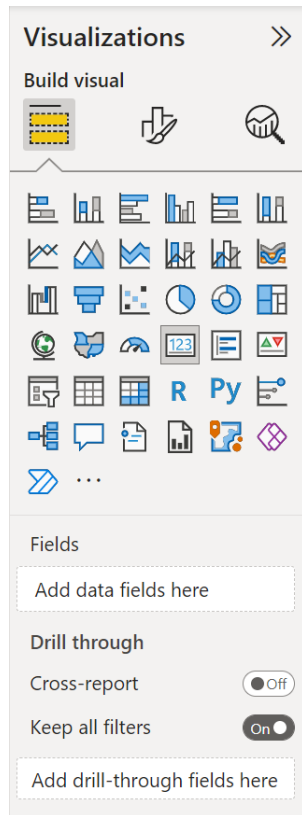 Visualizations
Build visual
123
R Py
Fields
Add data fields here
Drill through
Cross-report Off
Keep all filters On
Add drill-through fields here